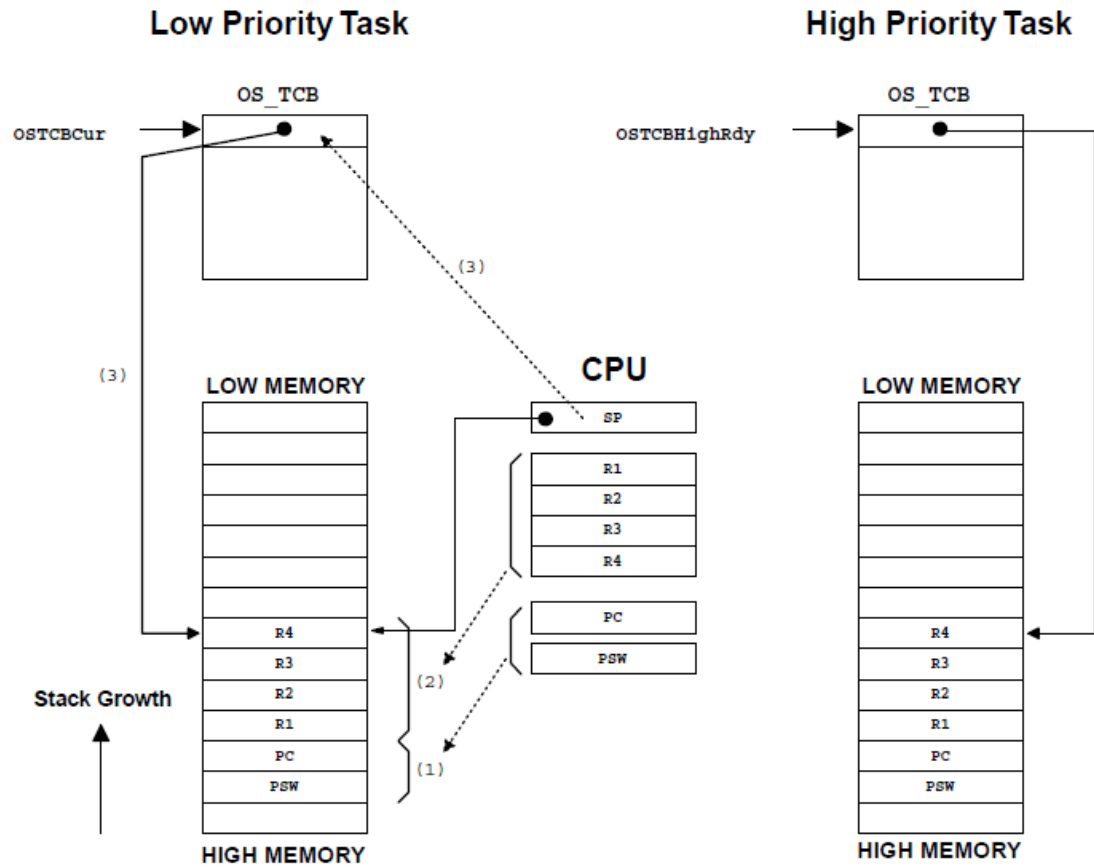 Low Priority Task
High Priority Task
OS_TCB
OS_TCB
OSTCBCur
OSTCBHighRdy
(3)
(3)
CPU
LOW MEMORY
LOW MEMORY
SP
R1
R2
R3
R4
PC
PSW
R4
R3
R2
R1
PC
PSW
(2)
(1)
Stack Growth
R4
R3
R2
R1
PC
PSW
HIGH MEMORY
HIGH MEMORY